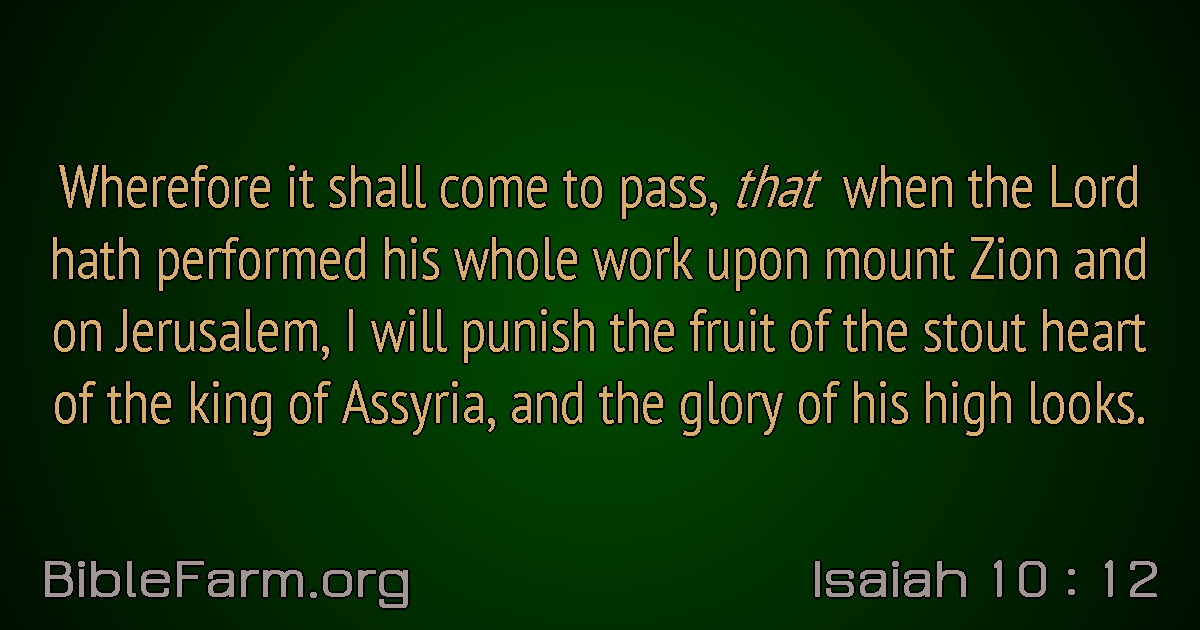 Wherefore it shall come to pass, that when the Lord
hath performed his whole work upon mount Zion and
on Jerusalem, I will punish the fruit of the stout heart
of the king of Assyria, and the glory of his high looks.
BibleFarm.org
Isaiah 10 : 12